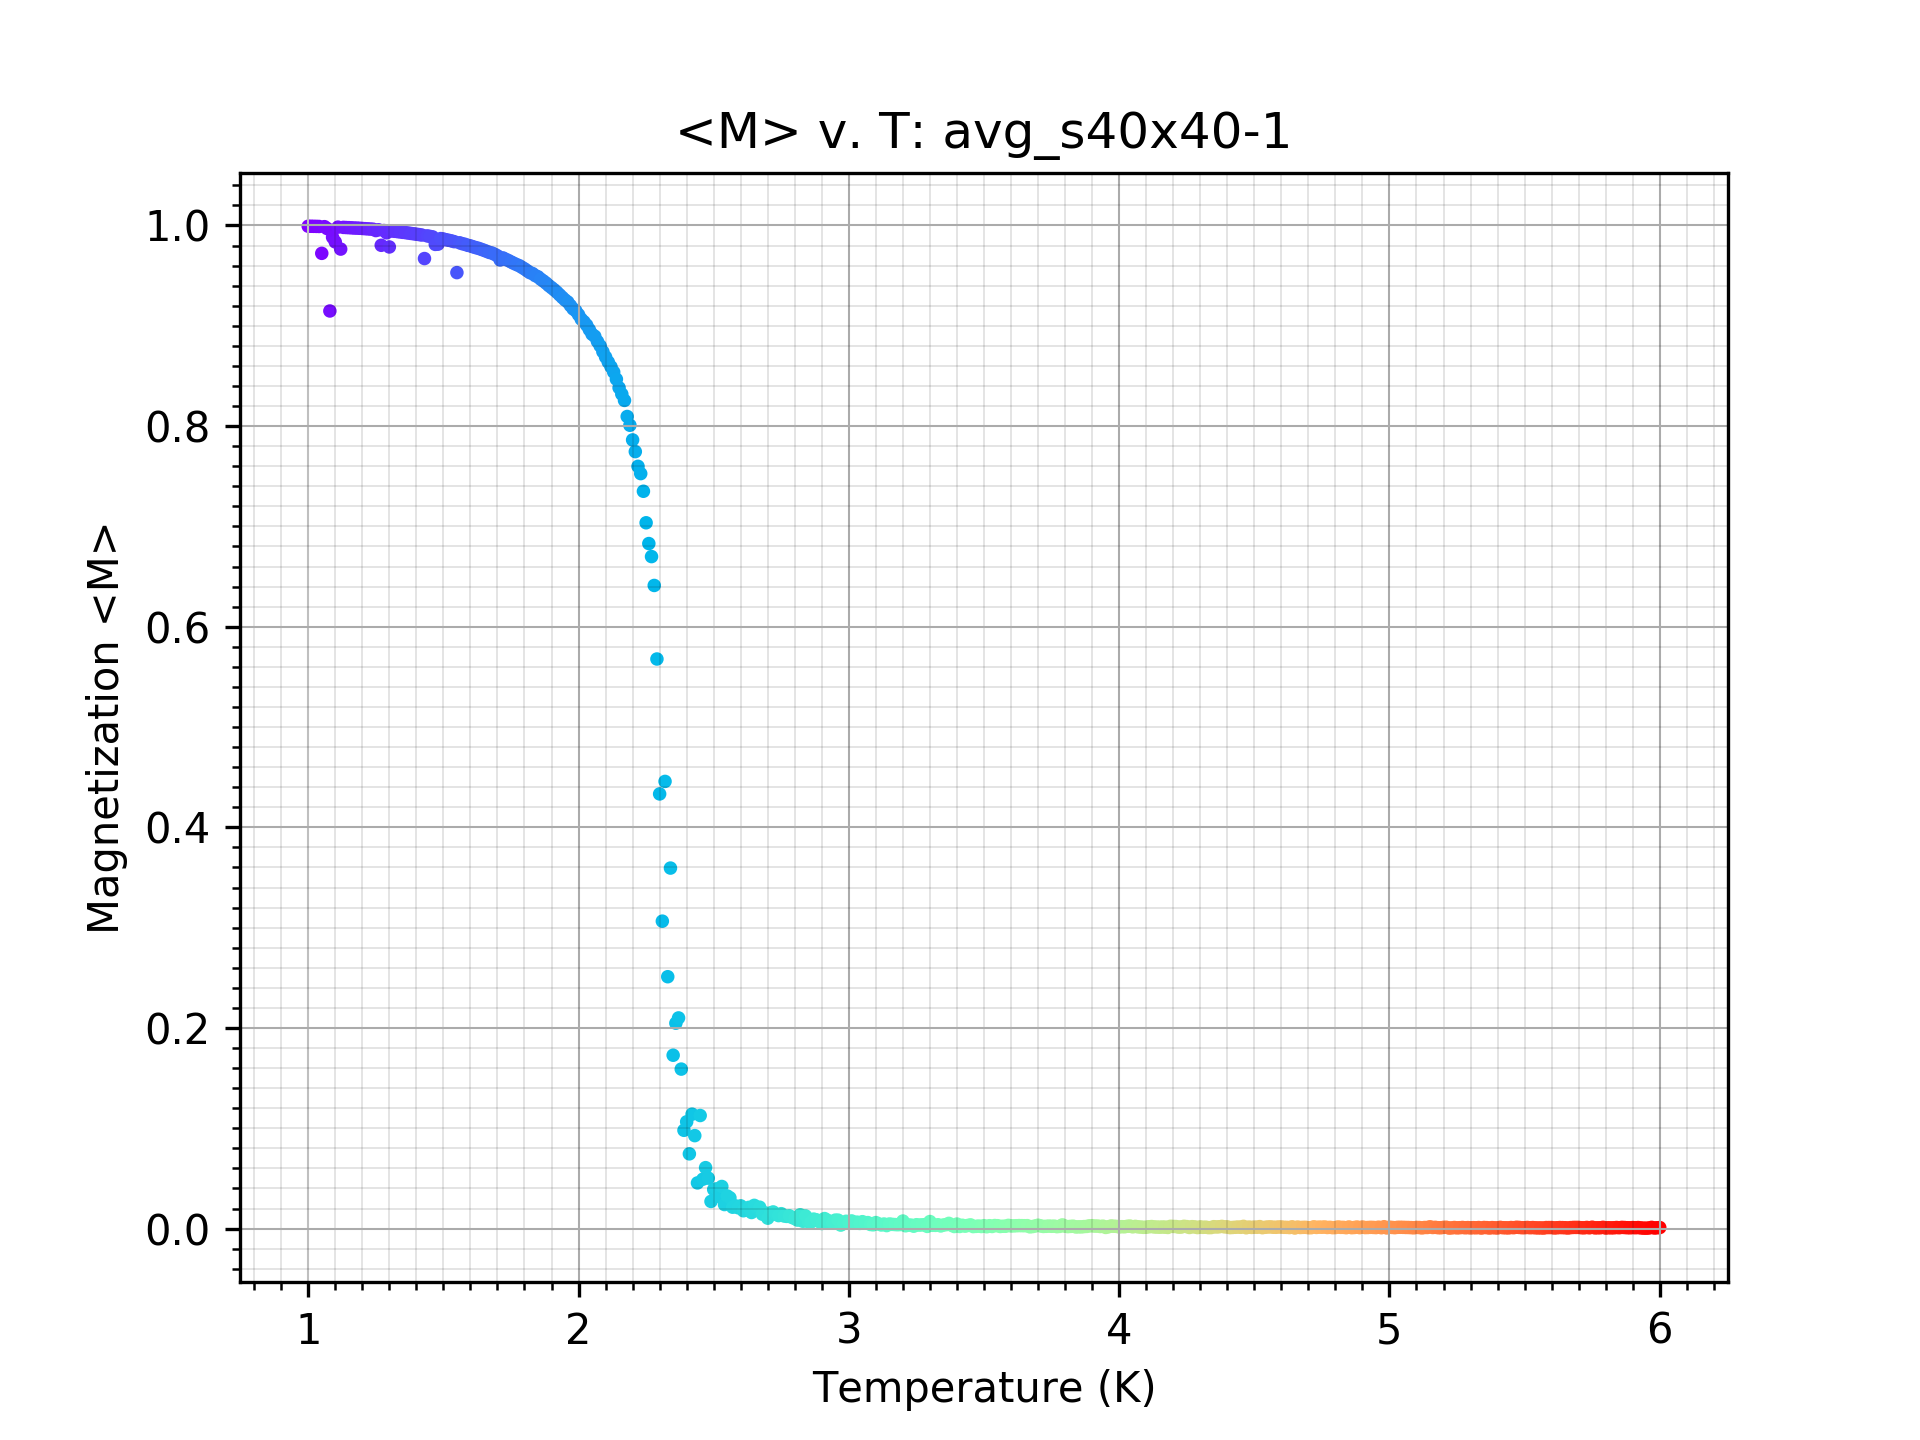 <M> v. T: avg_s40x40-1
Magnetization <M>
1.0
0.8
0.6
0.4
0.2
0.0
1 2 3 4 5 6
Temperature (K)